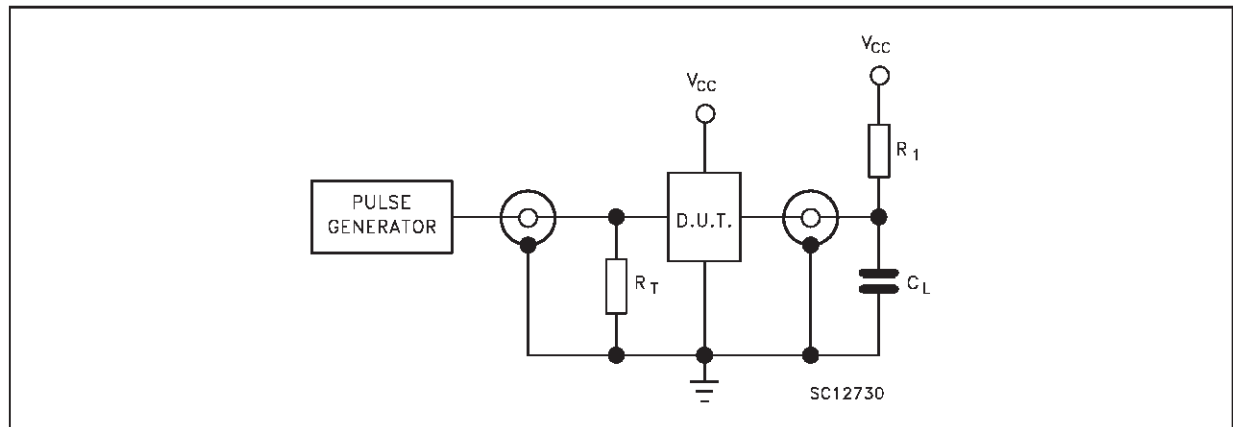 VCC
VCC
R1
PULSE
GENERATOR
D.U.T.
RT
CL
SC12730